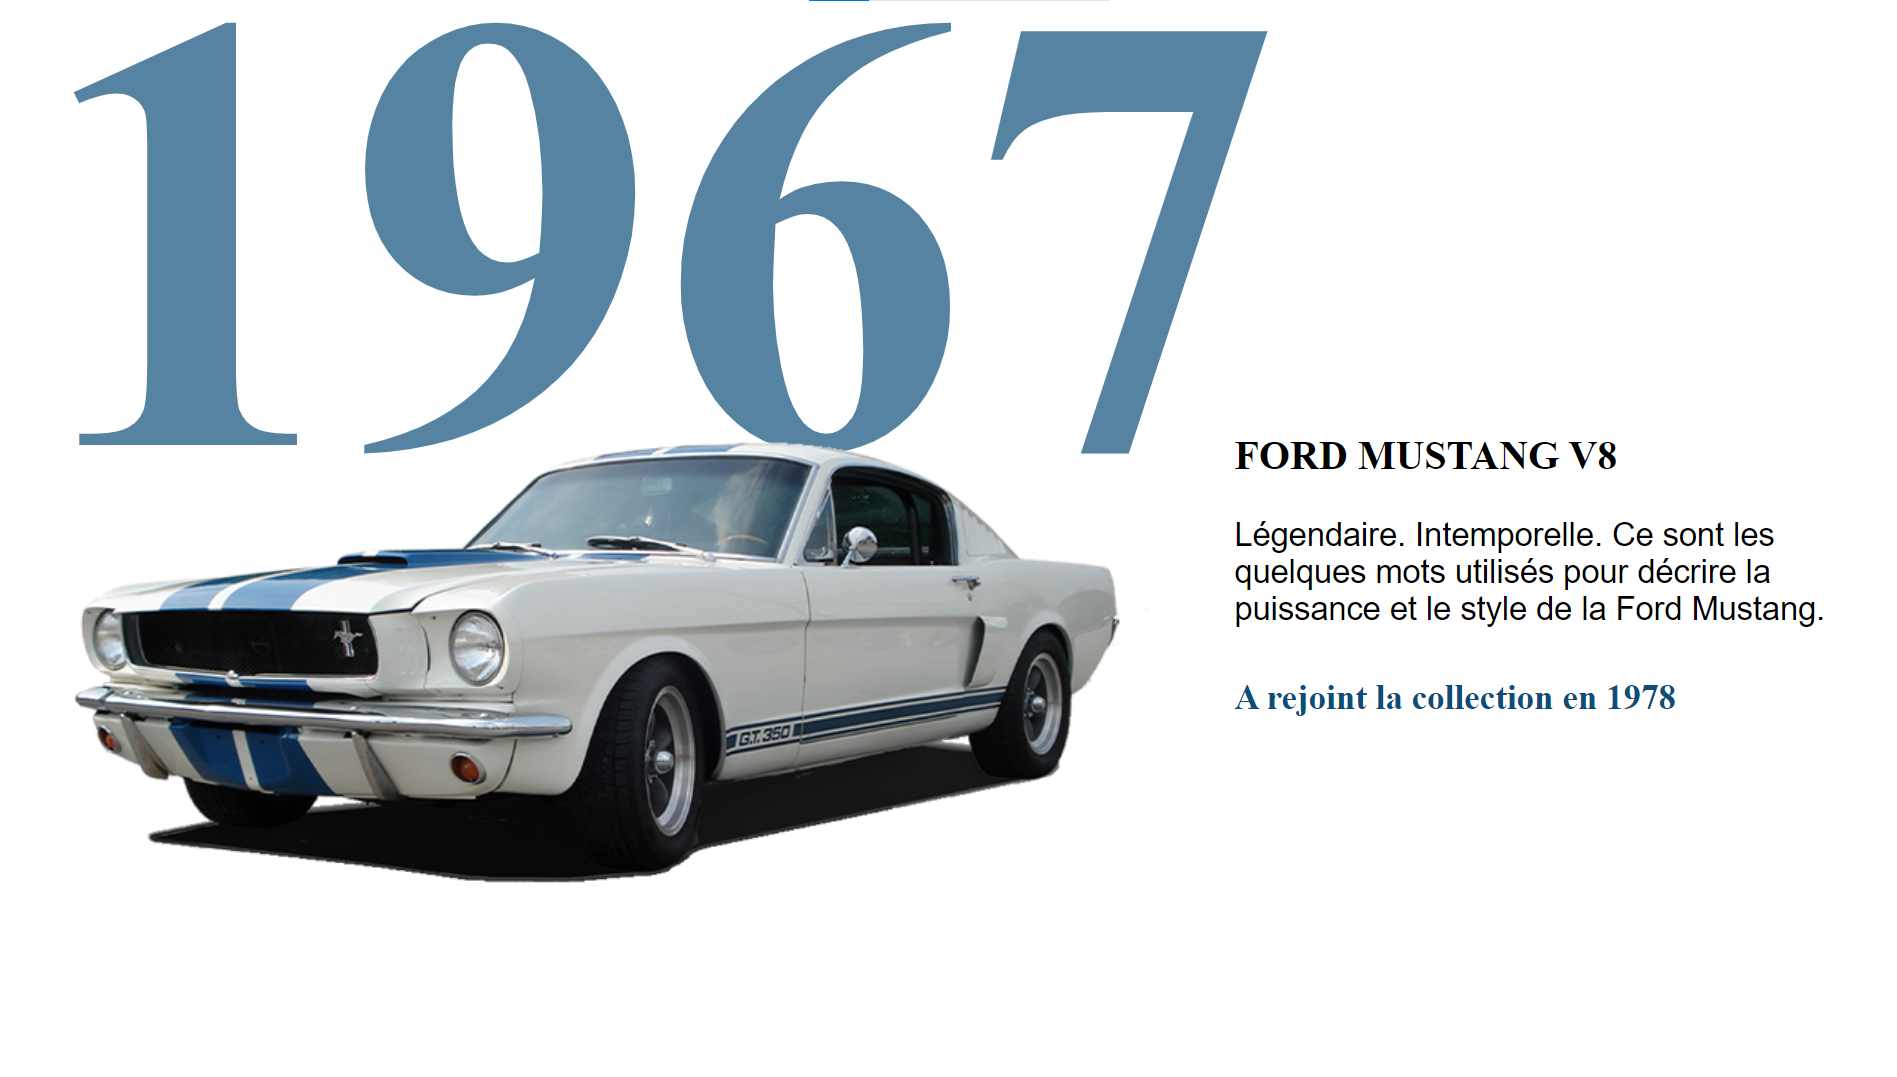 1967
FORD MUSTANG V8
Légendaire. Intemporelle. Ce sont les
quelques mots utilisés pour décrire la
puissance et le style de la Ford Mustang.
A rejoint la collection en 1978
G.T. 350